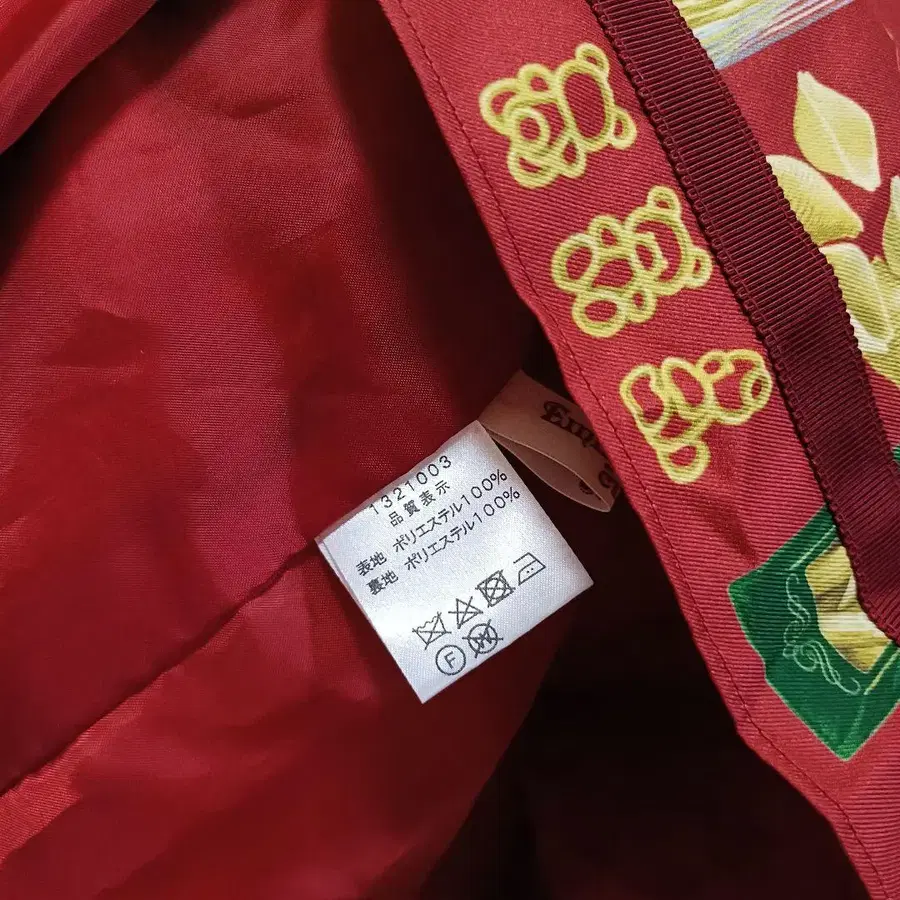 1321003
品質表示
表地 ポリエステル100%
裏地 ポリエステル100%
F W